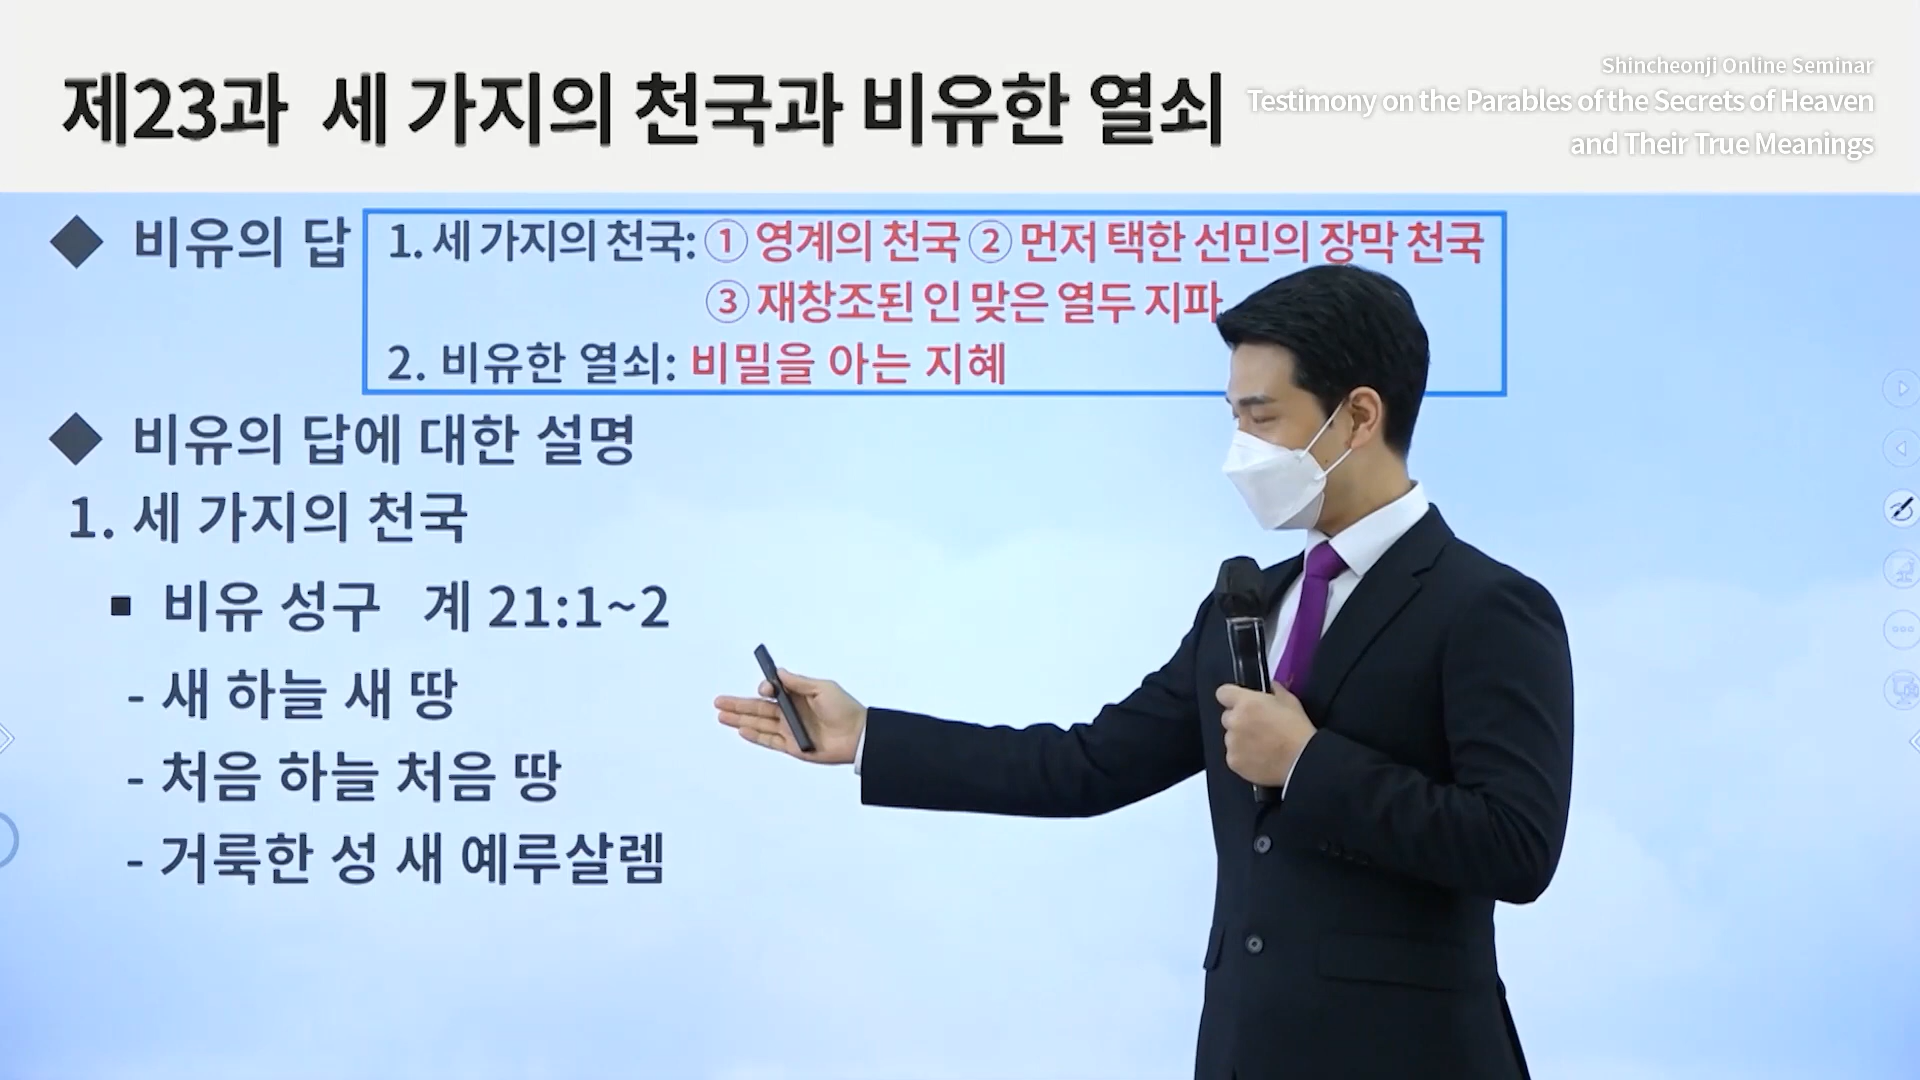 제23과 세 가지의 천국과 비유한 열쇠
Shincheonji Online Seminar
Testimony on the Parables of the Secrets of Heaven
and Their True Meanings
◆ 비유의 답
1. 세 가지의 천국: ① 영계의 천국 ② 먼저 택한 선민의 장막 천국
③ 재창조된 인 맞은 열두 지파
2. 비유한 열쇠: 비밀을 아는 지혜
◆ 비유의 답에 대한 설명
1. 세 가지의 천국
▪ 비유 성구 계 21:1~2
- 새 하늘 새 땅
- 처음 하늘 처음 땅
- 거룩한 성 새 예루살렘